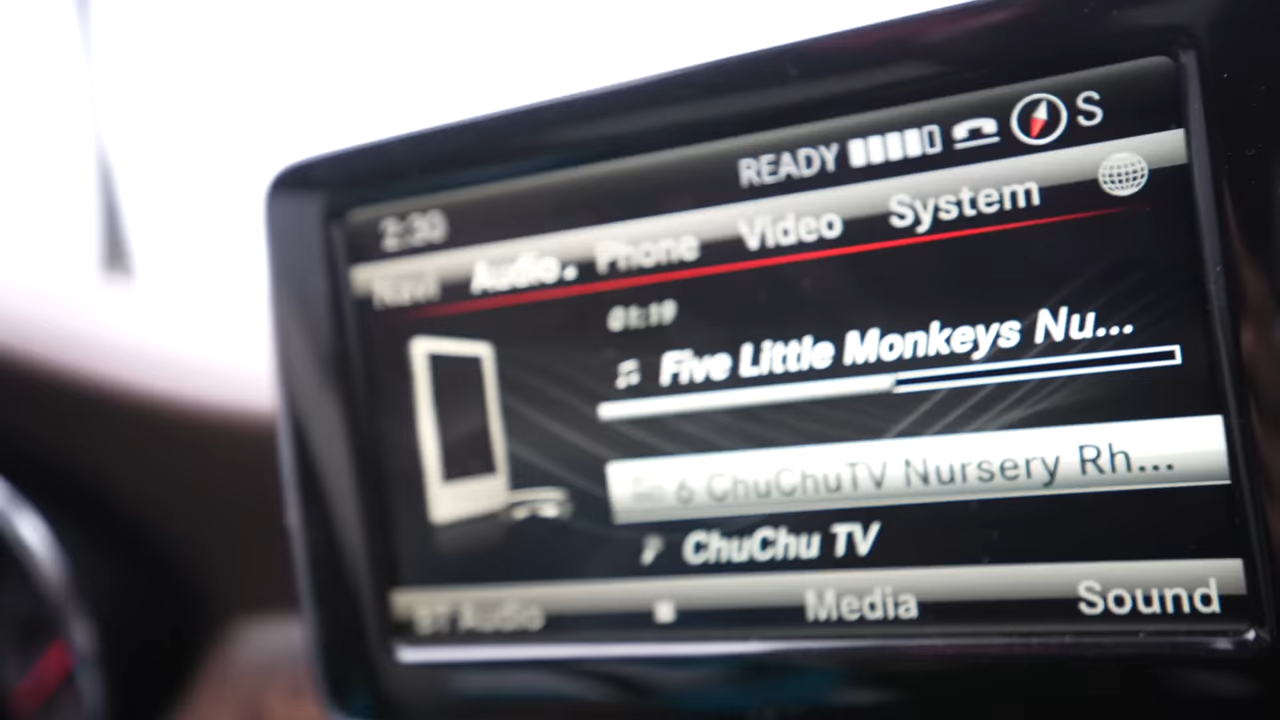 READY S
2:30
Navi Audio. Phone Video System
01:19
Five Little Monkeys Nu...
6 ChuChuTV Nursery Rh...
ChuChu TV
BT Audio Media Sound